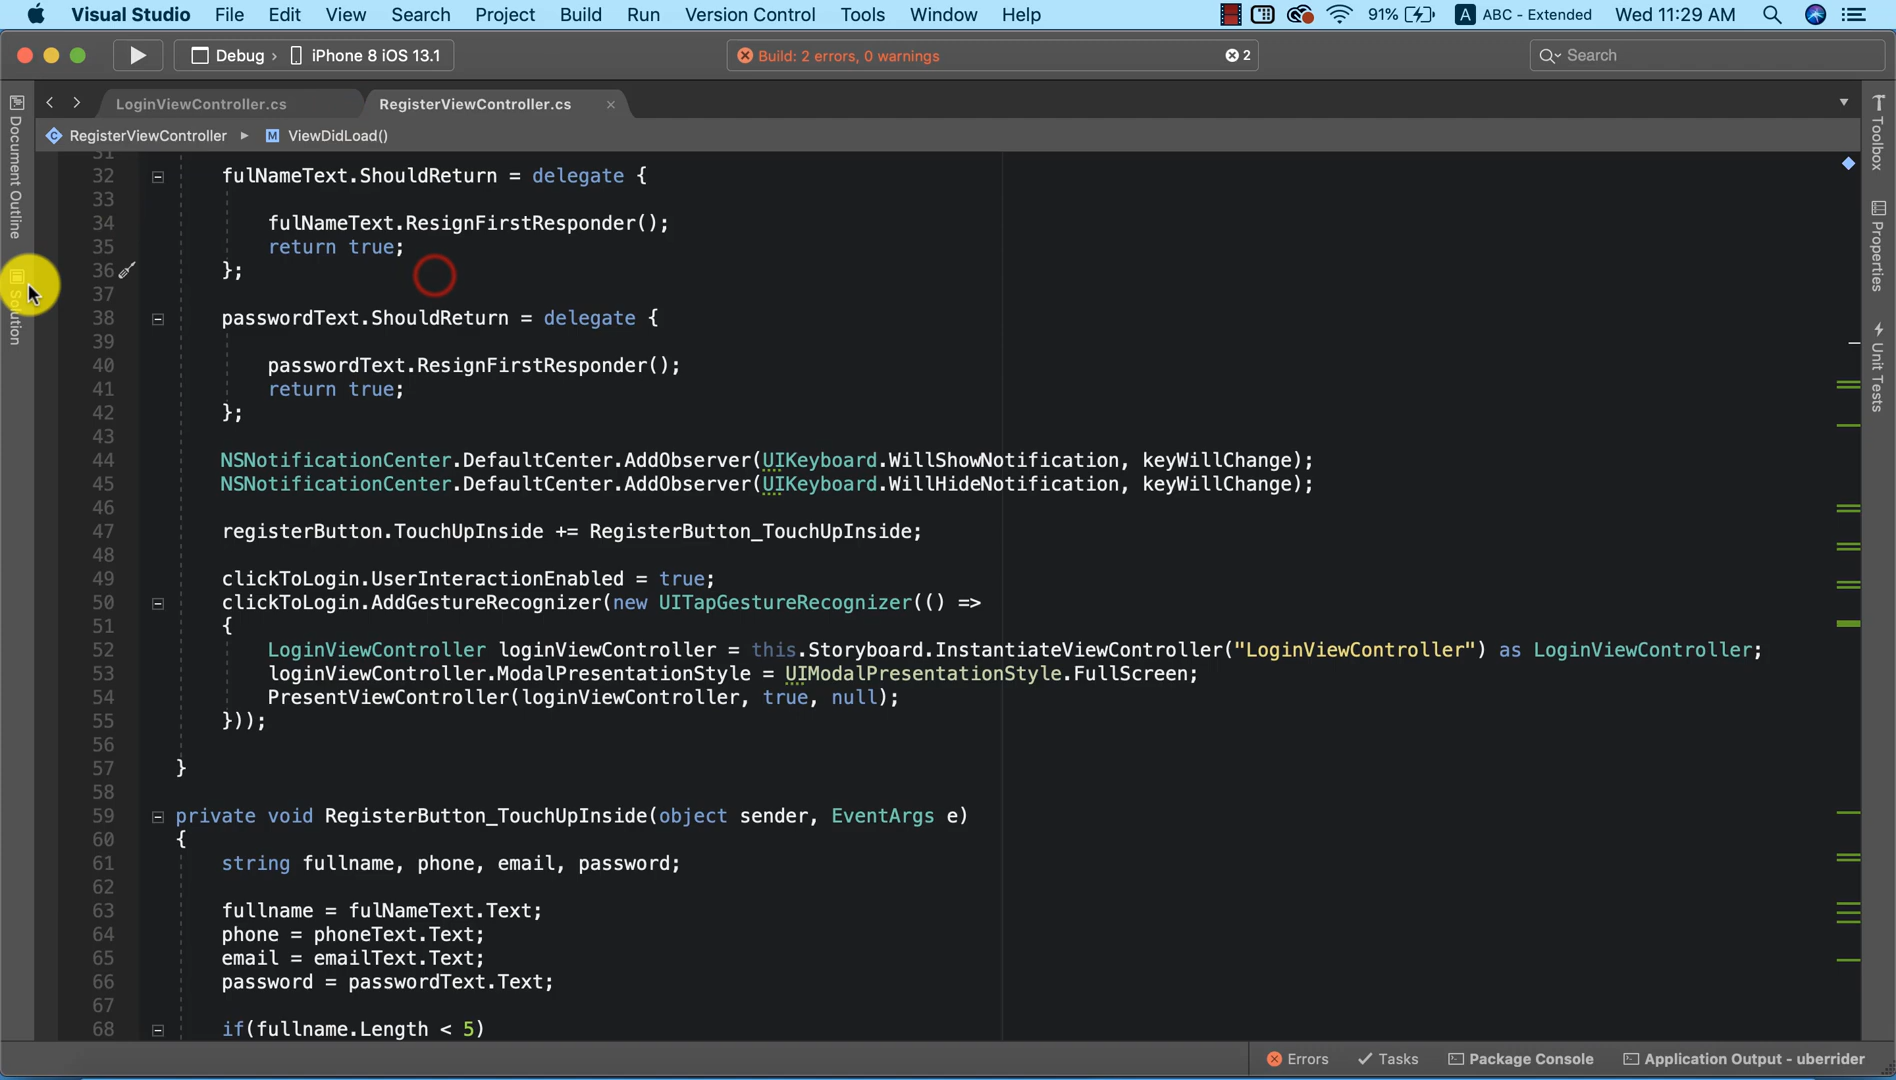 Visual Studio File Edit View Search Project Build Run Version Control Tools Window Help 91% A ABC - Extended Wed 11:29 AM
Debug › iPhone 8 iOS 13.1 Build: 2 errors, 0 warnings 2 Search
LoginViewController.cs RegisterViewController.cs
RegisterViewController ViewDidLoad()
Document Outline
Solution
Toolbox
Properties
Unit Tests
31
32 fulNameText.ShouldReturn = delegate {
33
34 fulNameText.ResignFirstResponder();
35 return true;
36 };
37
38 passwordText.ShouldReturn = delegate {
39
40 passwordText.ResignFirstResponder();
41 return true;
42 };
43
44 NSNotificationCenter.DefaultCenter.AddObserver(UIKeyboard.WillShowNotification, keyWillChange);
45 NSNotificationCenter.DefaultCenter.AddObserver(UIKeyboard.WillHideNotification, keyWillChange);
46
47 registerButton.TouchUpInside += RegisterButton_TouchUpInside;
48
49 clickToLogin.UserInteractionEnabled = true;
50 clickToLogin.AddGestureRecognizer(new UITapGestureRecognizer(() =>
51 {
52 LoginViewController loginViewController = this.Storyboard.InstantiateViewController("LoginViewController") as LoginViewController;
53 loginViewController.ModalPresentationStyle = UIModalPresentationStyle.FullScreen;
54 PresentViewController(loginViewController, true, null);
55 }));
56
57 }
58
59 private void RegisterButton_TouchUpInside(object sender, EventArgs e)
60 {
61 string fullname, phone, email, password;
62
63 fullname = fulNameText.Text;
64 phone = phoneText.Text;
65 email = emailText.Text;
66 password = passwordText.Text;
67
68 if(fullname.Length < 5)
Errors Tasks Package Console Application Output - uberrider